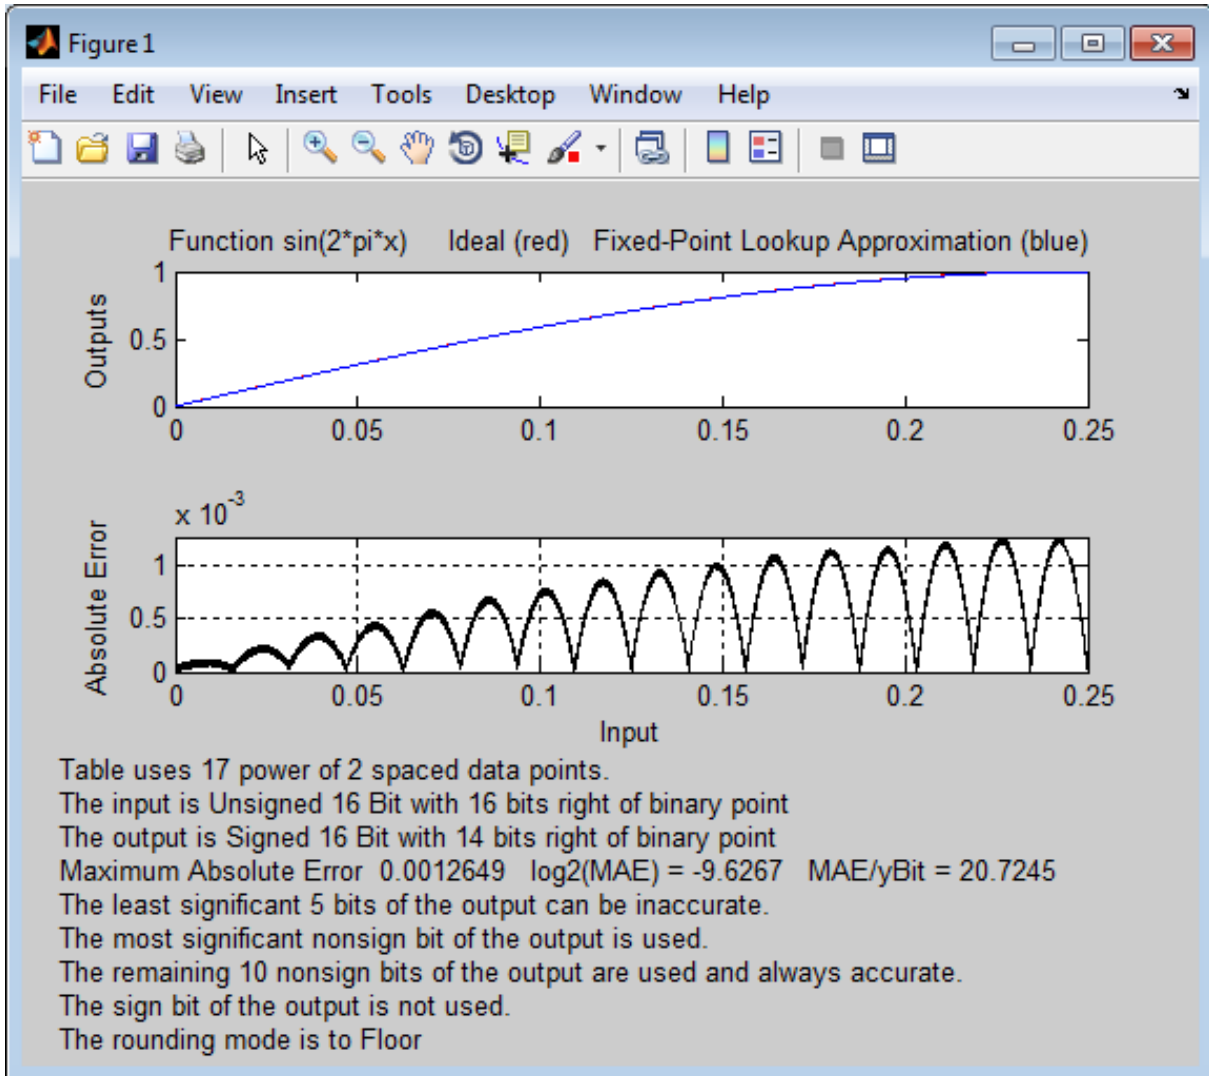 Figure 1
File Edit View Insert Tools Desktop Window Help
Function sin(2*pi*x) Ideal (red) Fixed-Point Lookup Approximation (blue)
Outputs
1
0.5
0
0 0.05 0.1 0.15 0.2 0.25
x 10^-3
Absolute Error
1
0.5
0
0 0.05 0.1 0.15 0.2 0.25
Input
Table uses 17 power of 2 spaced data points.
The input is Unsigned 16 Bit with 16 bits right of binary point
The output is Signed 16 Bit with 14 bits right of binary point
Maximum Absolute Error 0.0012649 log2(MAE) = -9.6267 MAE/yBit = 20.7245
The least significant 5 bits of the output can be inaccurate.
The most significant nonsign bit of the output is used.
The remaining 10 nonsign bits of the output are used and always accurate.
The sign bit of the output is not used.
The rounding mode is to Floor